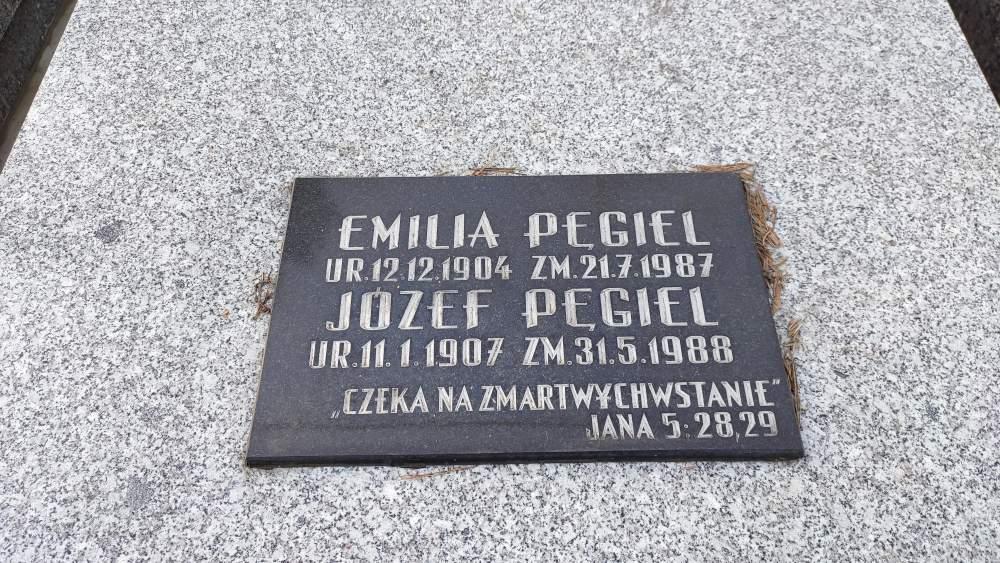 EMILIA PĘGIEL
UR.12.12.1904 ZM.21.7.1987
JÓZEF PĘGIEL
UR.11.1.1907 ZM.31.5.1988
„CZEKA NA ZMARTWYCHWSTANIE"
JANA 5:28,29